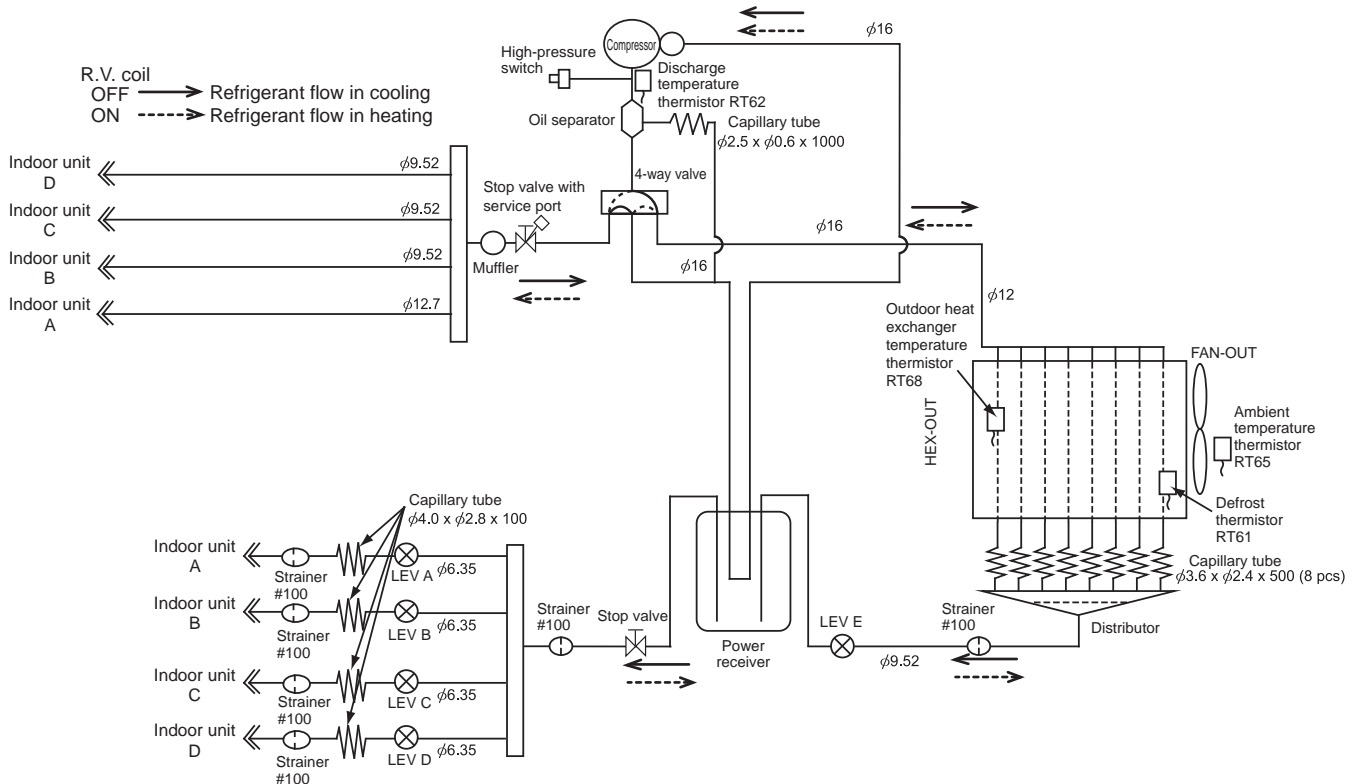 Compressor
ϕ16
High-pressure
switch
Discharge
temperature
thermistor RT62
R.V. coil
OFF
Refrigerant flow in cooling
ON
Refrigerant flow in heating
Oil separator
Capillary tube
ϕ2.5 x ϕ0.6 x 1000
Indoor unit
D
ϕ9.52
4-way valve
Stop valve with
service port
Indoor unit
C
ϕ9.52
ϕ16
Indoor unit
B
ϕ9.52
Muffler
ϕ16
Indoor unit
A
ϕ12.7
ϕ12
Outdoor heat
exchanger
temperature
thermistor
RT68
FAN-OUT
HEX-OUT
Ambient
temperature
thermistor
RT65
Defrost
thermistor
RT61
Capillary tube
ϕ4.0 x ϕ2.8 x 100
Indoor unit
A
Strainer
#100
LEV A
ϕ6.35
Capillary tube
ϕ3.6 x ϕ2.4 x 500 (8 pcs)
Indoor unit
B
Strainer
#100
LEV B
ϕ6.35
Strainer
#100
Stop valve
Power
receiver
LEV E
ϕ9.52
Strainer
#100
Distributor
Indoor unit
C
Strainer
#100
LEV C
ϕ6.35
Indoor unit
D
Strainer
#100
LEV D
ϕ6.35